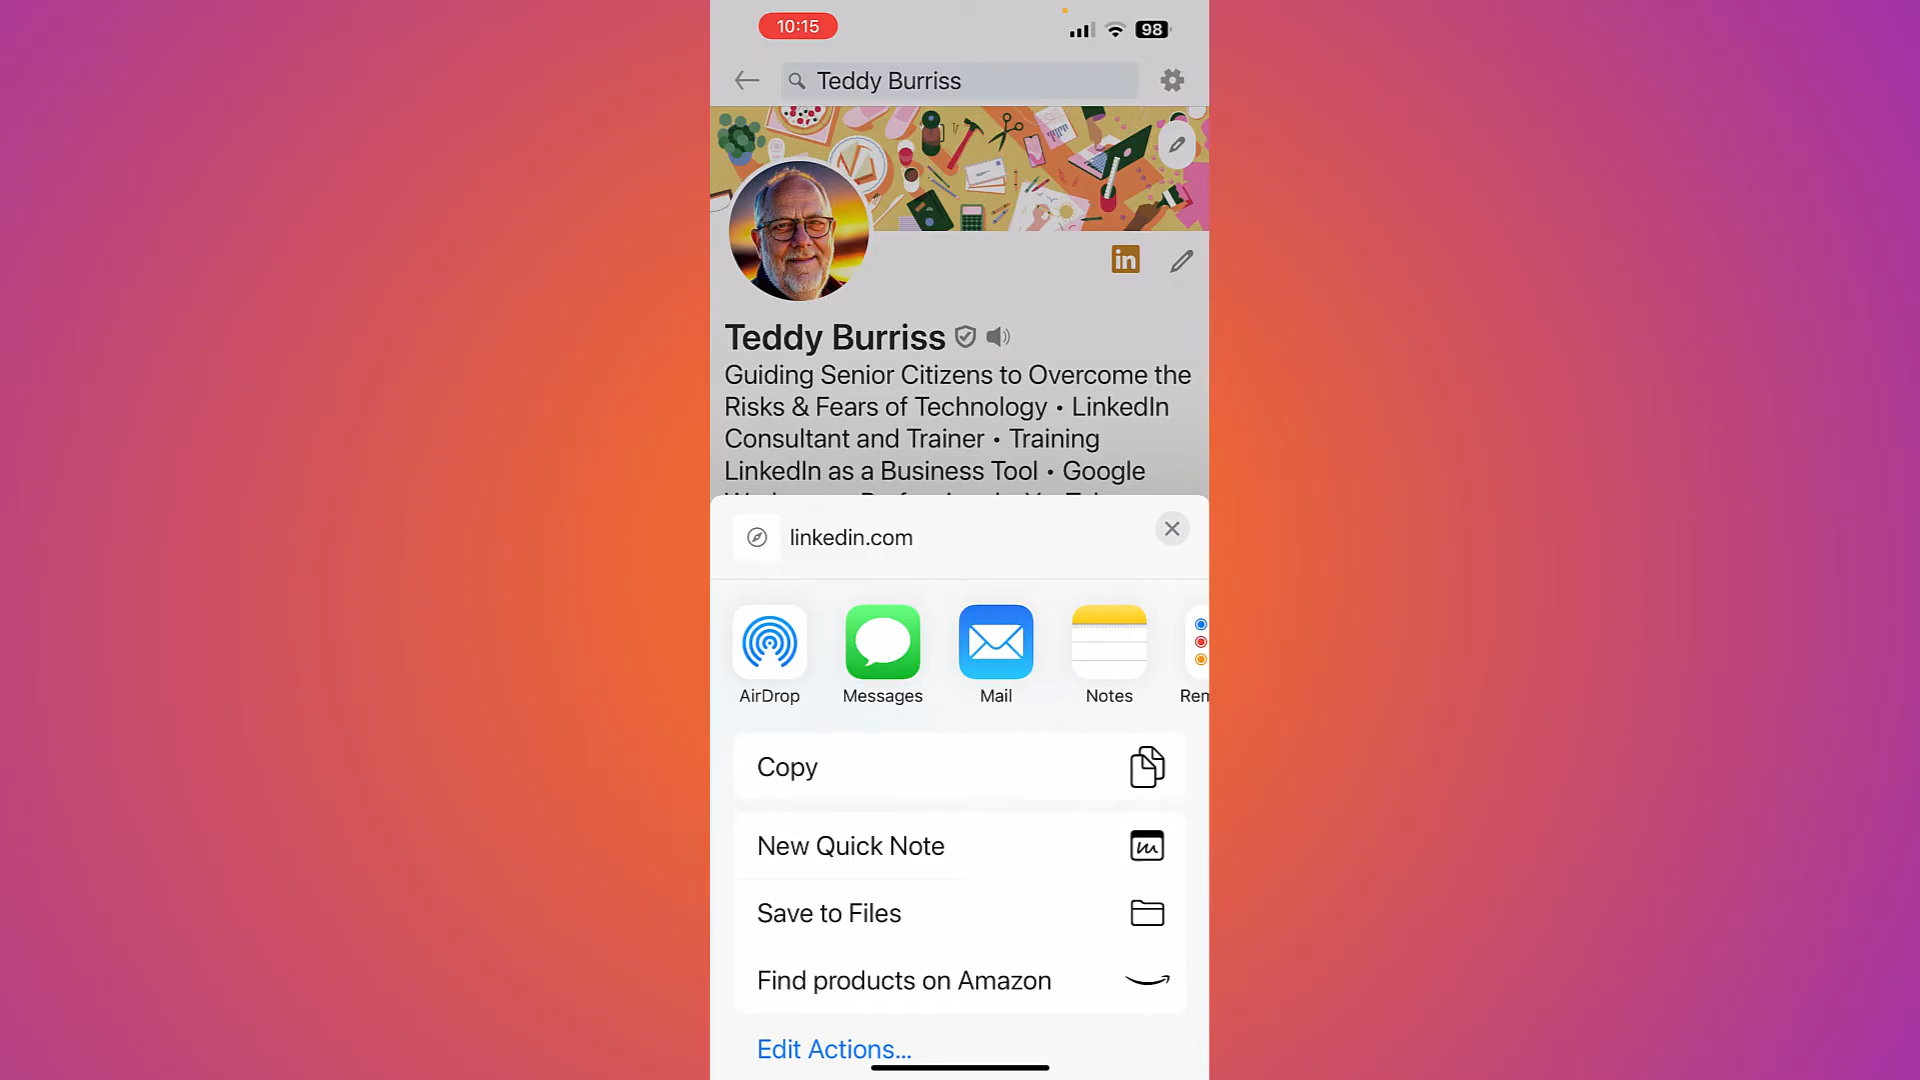 10:15
98
Teddy Burriss
in
Teddy Burriss
Guiding Senior Citizens to Overcome the
Risks & Fears of Technology • LinkedIn
Consultant and Trainer • Training
LinkedIn as a Business Tool • Google
linkedin.com
AirDrop
Messages
Mail
Notes
Rem
Copy
New Quick Note
Save to Files
Find products on Amazon
Edit Actions...